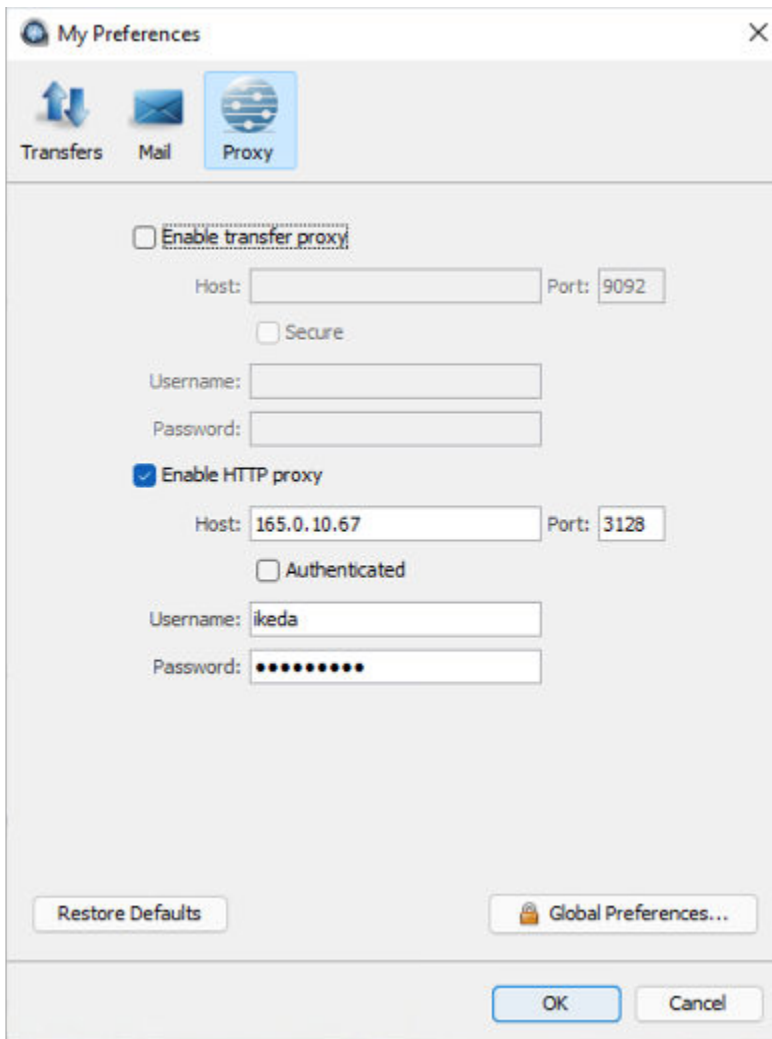 My Preferences
Transfers Mail Proxy
Enable transfer proxy
Host: Port: 9092
Secure
Username:
Password:
Enable HTTP proxy
Host: 165.0.10.67 Port: 3128
Authenticated
Username: ikeda
Password: •••••••••
Restore Defaults Global Preferences...
OK Cancel